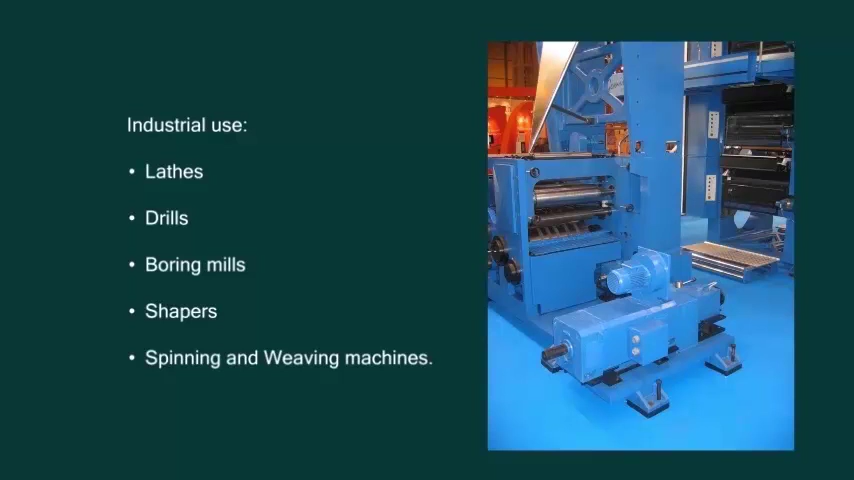 Industrial use:
• Lathes
• Drills
• Boring mills
• Shapers
• Spinning and Weaving machines.